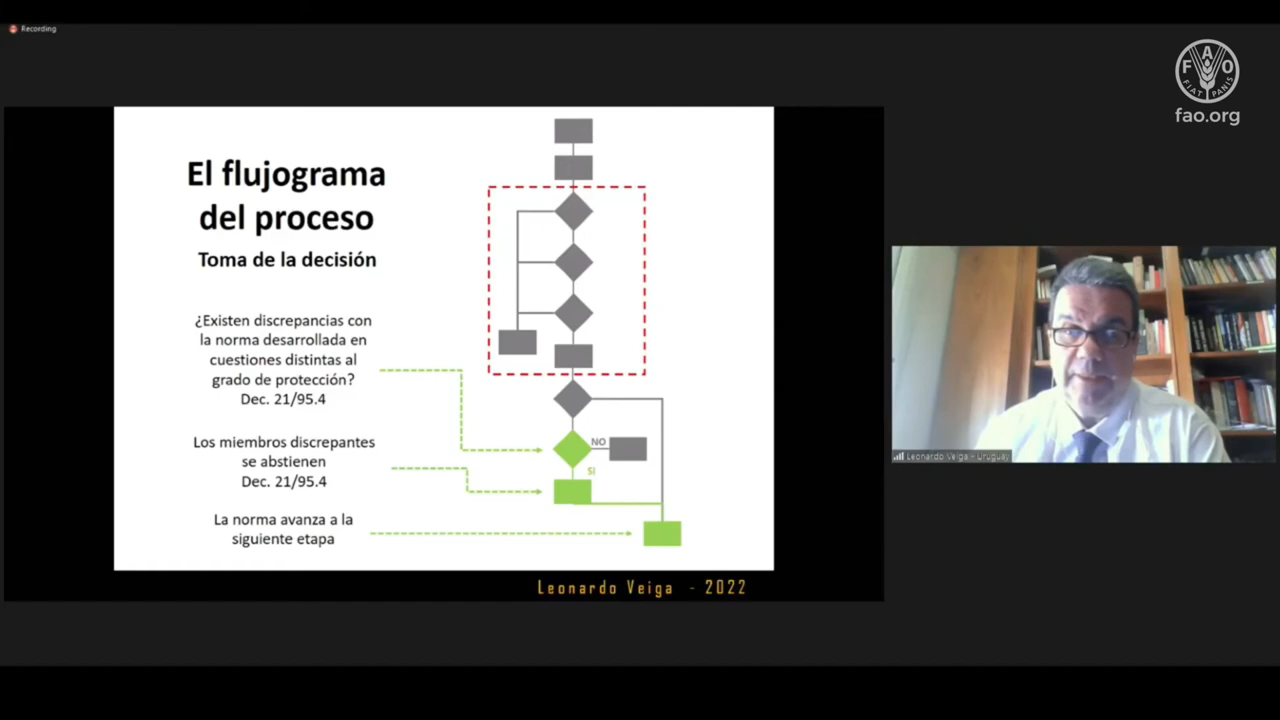 Recording
F A O
FIAT PANIS
fao.org
El flujograma
del proceso
Toma de la decisión
¿Existen discrepancias con
la norma desarrollada en
cuestiones distintas al
grado de protección?
Dec. 21/95.4
Los miembros discrepantes
se abstienen
Dec. 21/95.4
La norma avanza a la
siguiente etapa
NO
SI
Leonardo Veiga - 2022
Leonardo Veiga - Uruguay